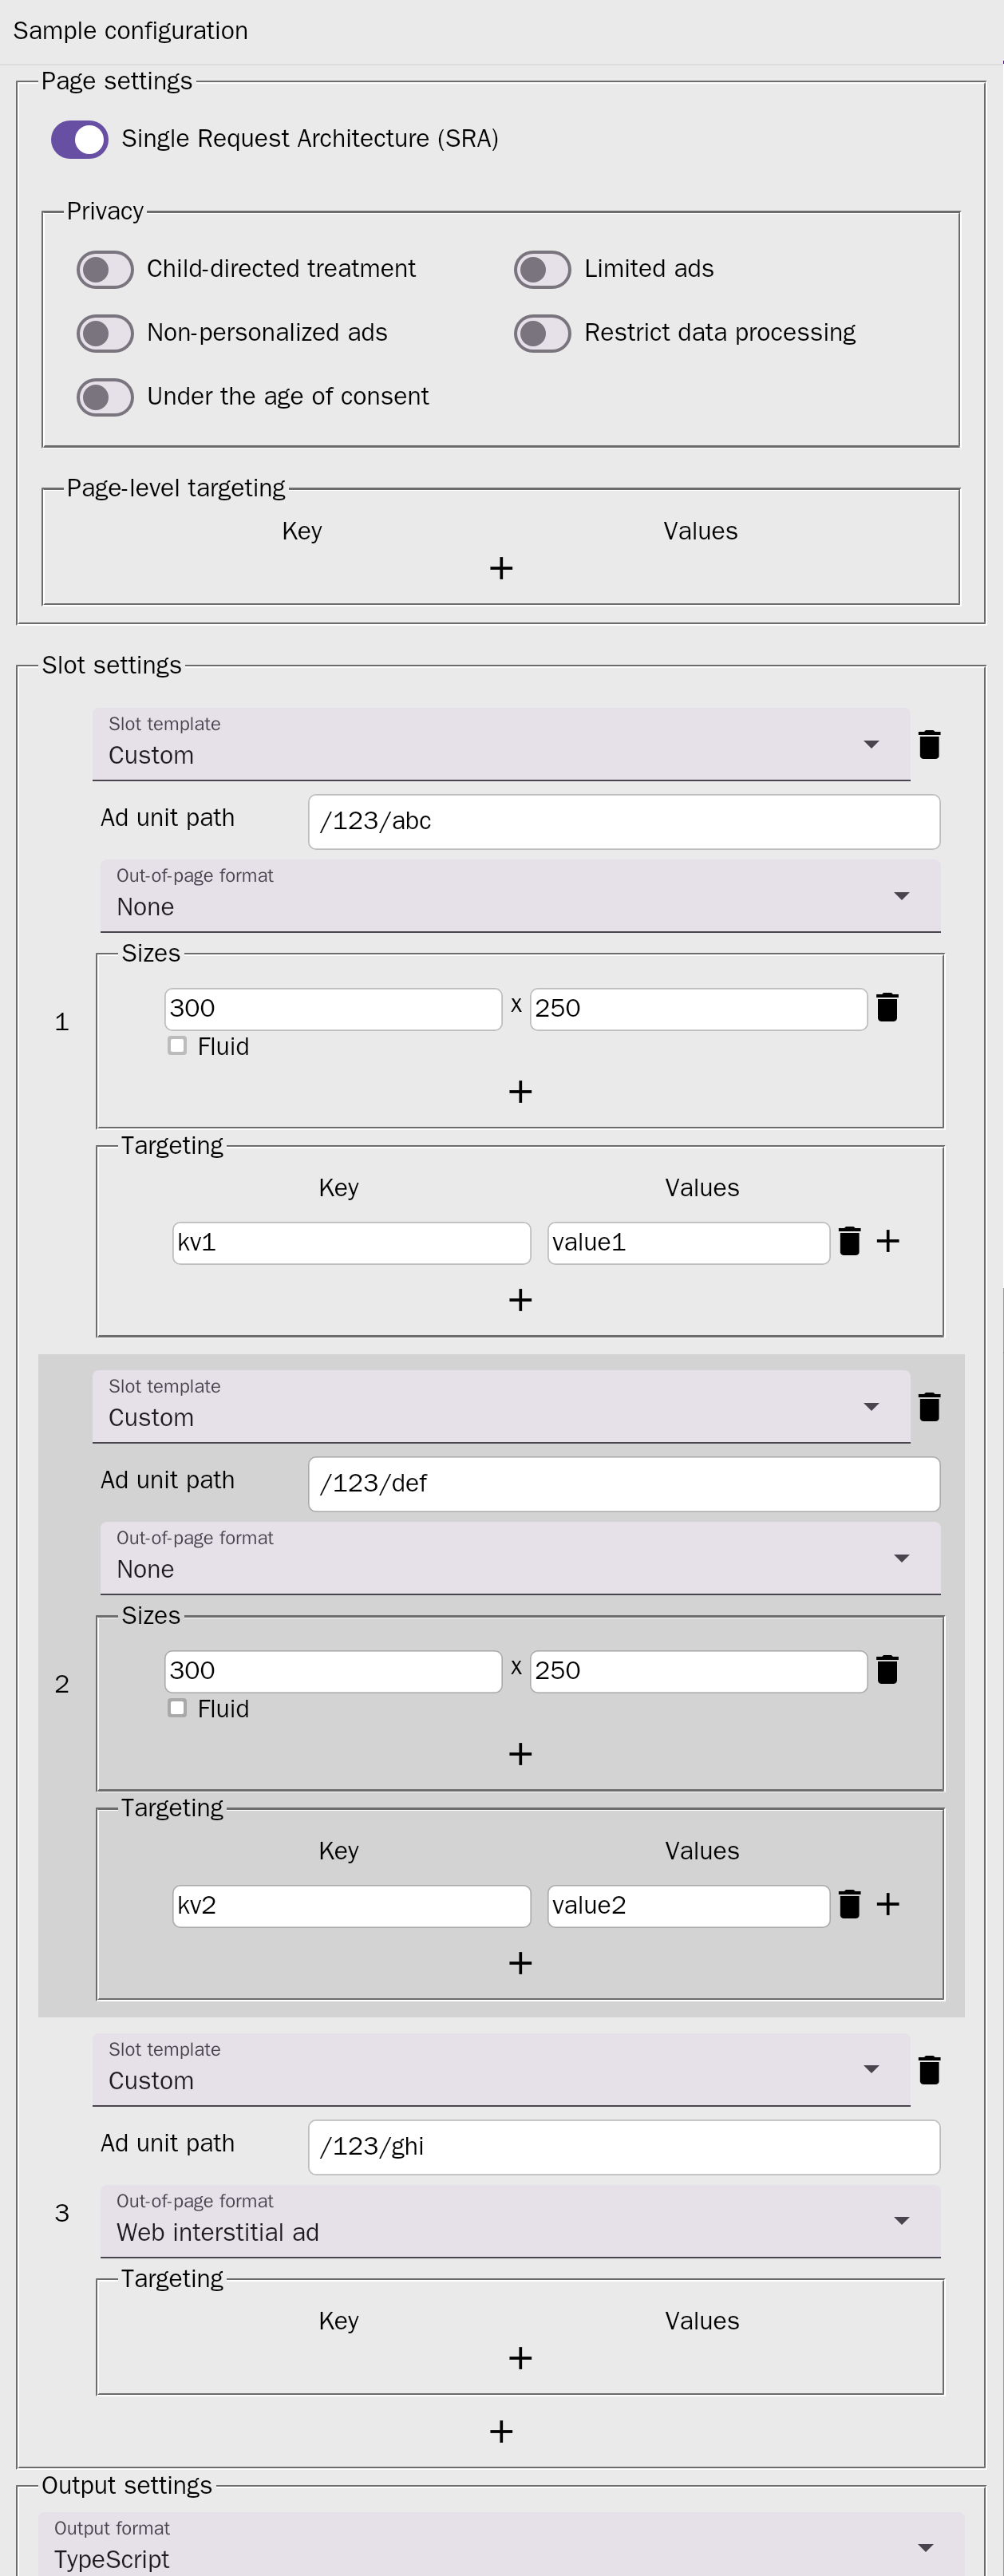 Sample configuration
Page settings
Single Request Architecture (SRA)
Privacy
Child-directed treatment
Limited ads
Non-personalized ads
Restrict data processing
Under the age of consent
Page-level targeting
Key Values
+
Slot settings
1
Slot template
Custom
Ad unit path /123/abc
Out-of-page format
None
Sizes
300 x 250
Fluid
+
Targeting
Key Values
kv1 value1 +
+
2
Slot template
Custom
Ad unit path /123/def
Out-of-page format
None
Sizes
300 x 250
Fluid
+
Targeting
Key Values
kv2 value2 +
+
3
Slot template
Custom
Ad unit path /123/ghi
Out-of-page format
Web interstitial ad
Targeting
Key Values
+
+
Output settings
Output format
TypeScript